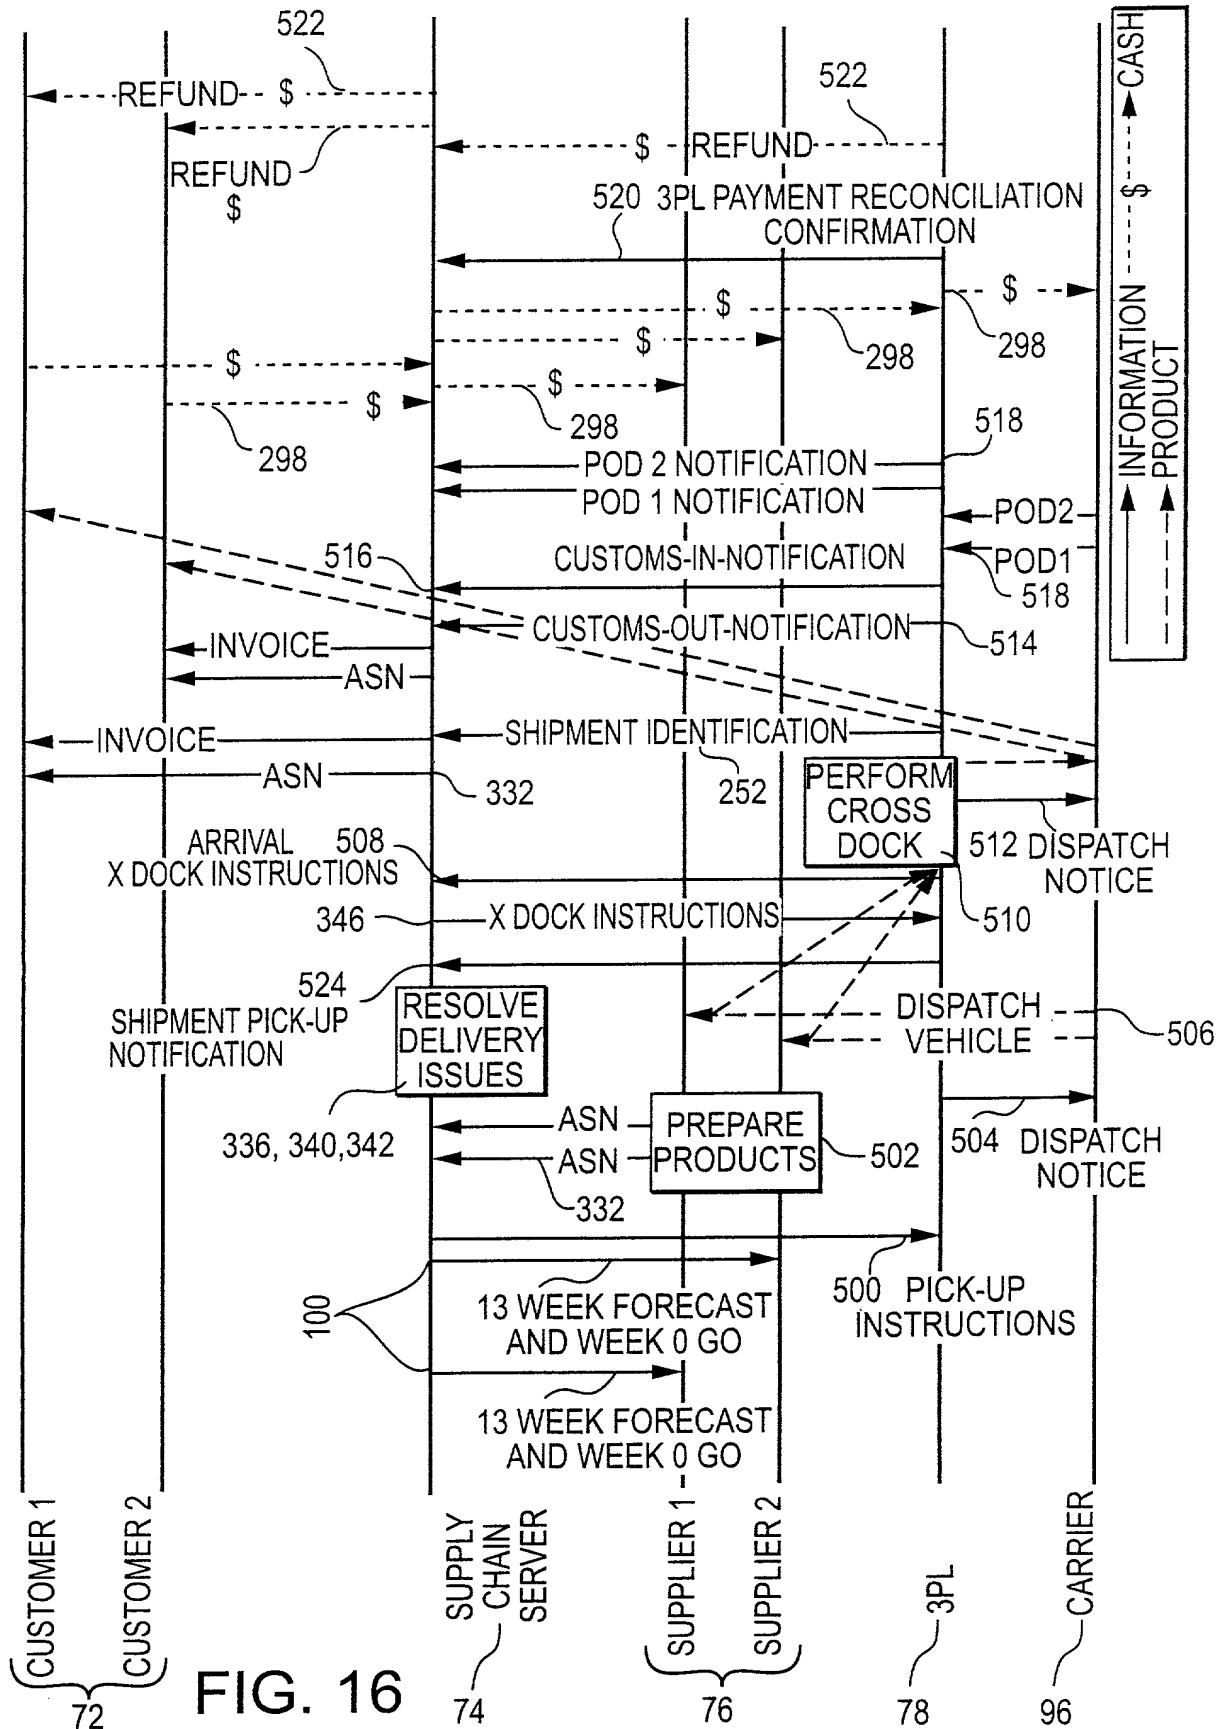 522
REFUND $
522
REFUND
$
$ REFUND
520 3PL PAYMENT RECONCILIATION
CONFIRMATION
$
$
298
298
$
$
$
298
$
298
518
POD 2 NOTIFICATION
POD 1 NOTIFICATION
POD2
POD1
518
516
CUSTOMS-IN-NOTIFICATION
CUSTOMS-OUT-NOTIFICATION
514
INVOICE
ASN
INVOICE
SHIPMENT IDENTIFICATION
252
ASN
332
PERFORM
CROSS
DOCK
512 DISPATCH
NOTICE
ARRIVAL
X DOCK INSTRUCTIONS
508
346
X DOCK INSTRUCTIONS
510
524
SHIPMENT PICK-UP
NOTIFICATION
RESOLVE
DELIVERY
ISSUES
336, 340,342
DISPATCH
VEHICLE
506
ASN
ASN
332
PREPARE
PRODUCTS
502
504 DISPATCH
NOTICE
100
13 WEEK FORECAST
AND WEEK 0 GO
500 PICK-UP
INSTRUCTIONS
13 WEEK FORECAST
AND WEEK 0 GO
CUSTOMER 1
CUSTOMER 2
72
SUPPLY
CHAIN
SERVER
74
SUPPLIER 1
SUPPLIER 2
76
3PL
78
CARRIER
96
INFORMATION
PRODUCT
$ CASH
FIG. 16